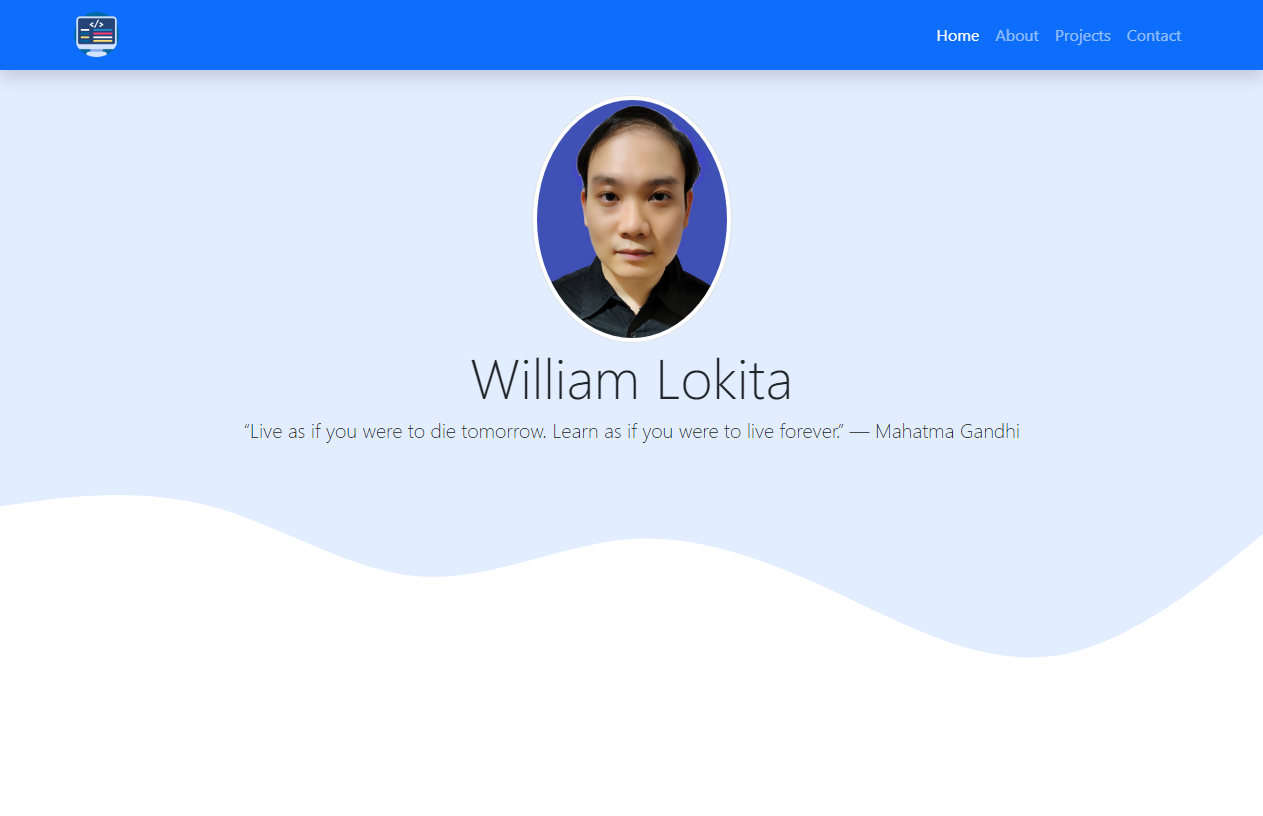 </>
Home About Projects Contact
William Lokita
“Live as if you were to die tomorrow. Learn as if you were to live forever.” — Mahatma Gandhi